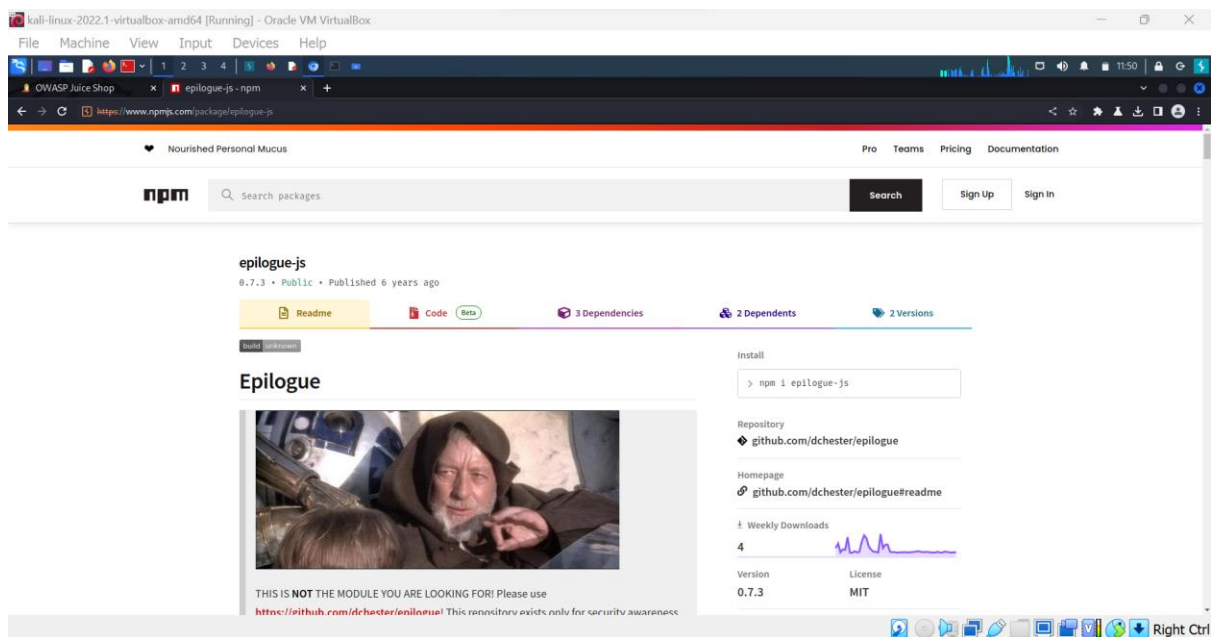 kali-linux-2022.1-virtualbox-amd64 [Running] - Oracle VM VirtualBox
File Machine View Input Devices Help
1 2 3 4 11:50
OWASP Juice Shop epilogue-js - npm
https://www.npmjs.com/package/epilogue-js
Nourished Personal Mucus Pro Teams Pricing Documentation
npm Search packages Search Sign Up Sign In
epilogue-js
0.7.3 • Public • Published 6 years ago
Readme Code Beta 3 Dependencies 2 Dependents 2 Versions
build unknown
Install
> npm i epilogue-js
Epilogue
Repository
github.com/dchester/epilogue
Homepage
github.com/dchester/epilogue#readme
Weekly Downloads
4
Version License
0.7.3 MIT
THIS IS NOT THE MODULE YOU ARE LOOKING FOR! Please use
https://github.com/dchester/epilogue! This repository exists only for security awareness
Right Ctrl